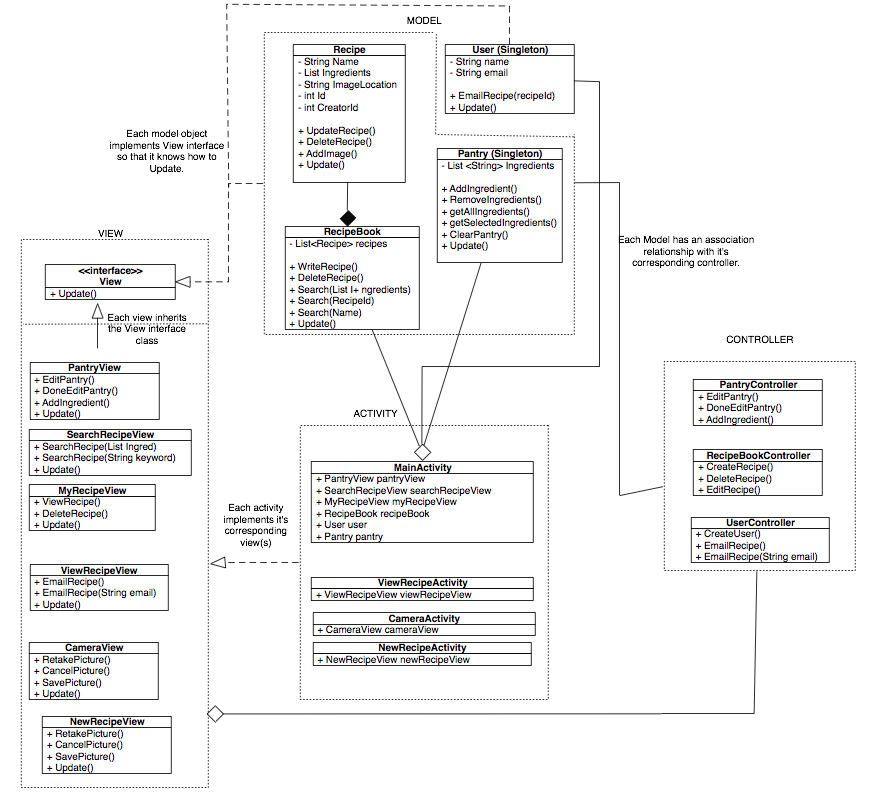 MODEL
Recipe
- String Name
- List Ingredients
- String ImageLocation
- int Id
- int CreatorId
+ UpdateRecipe()
+ DeleteRecipe()
+ AddImage()
+ Update()
User (Singleton)
- String name
- String email
+ EmailRecipe(recipeId)
+ Update()
Each model object
implements View interface
so that it knows how to
Update.
Pantry (Singleton)
- List <String> Ingredients
+ AddIngredient()
+ RemoveIngredients()
+ getAllIngredients()
+ getSelectedIngredients()
+ ClearPantry()
+ Update()
RecipeBook
- List<Recipe> recipes
+ WriteRecipe()
+ DeleteRecipe()
+ Search(List I+ ngredients)
+ Search(RecipeId)
+ Search(Name)
+ Update()
Each Model has an association
relationship with it's
corresponding controller.
VIEW
<<interface>>
View
+ Update()
Each view inherits
the View interface
class
PantryView
+ EditPantry()
+ DoneEditPantry()
+ AddIngredient()
+ Update()
SearchRecipeView
+ SearchRecipe(List Ingred)
+ SearchRecipe(String keyword)
+ Update()
MyRecipeView
+ ViewRecipe()
+ DeleteRecipe()
+ Update()
ViewRecipeView
+ EmailRecipe()
+ EmailRecipe(String email)
+ Update()
CameraView
+ RetakePicture()
+ CancelPicture()
+ SavePicture()
+ Update()
NewRecipeView
+ RetakePicture()
+ CancelPicture()
+ SavePicture()
+ Update()
Each activity
implements it's
corresponding
view(s)
ACTIVITY
MainActivity
+ PantryView pantryView
+ SearchRecipeView searchRecipeView
+ MyRecipeView myRecipeView
+ RecipeBook recipeBook
+ User user
+ Pantry pantry
ViewRecipeActivity
+ ViewRecipeView viewRecipeView
CameraActivity
+ CameraView cameraView
NewRecipeActivity
+ NewRecipeView newRecipeView
CONTROLLER
PantryController
+ EditPantry()
+ DoneEditPantry()
+ AddIngredient()
RecipeBookController
+ CreateRecipe()
+ DeleteRecipe()
+ EditRecipe()
UserController
+ CreateUser()
+ EmailRecipe()
+ EmailRecipe(String email)